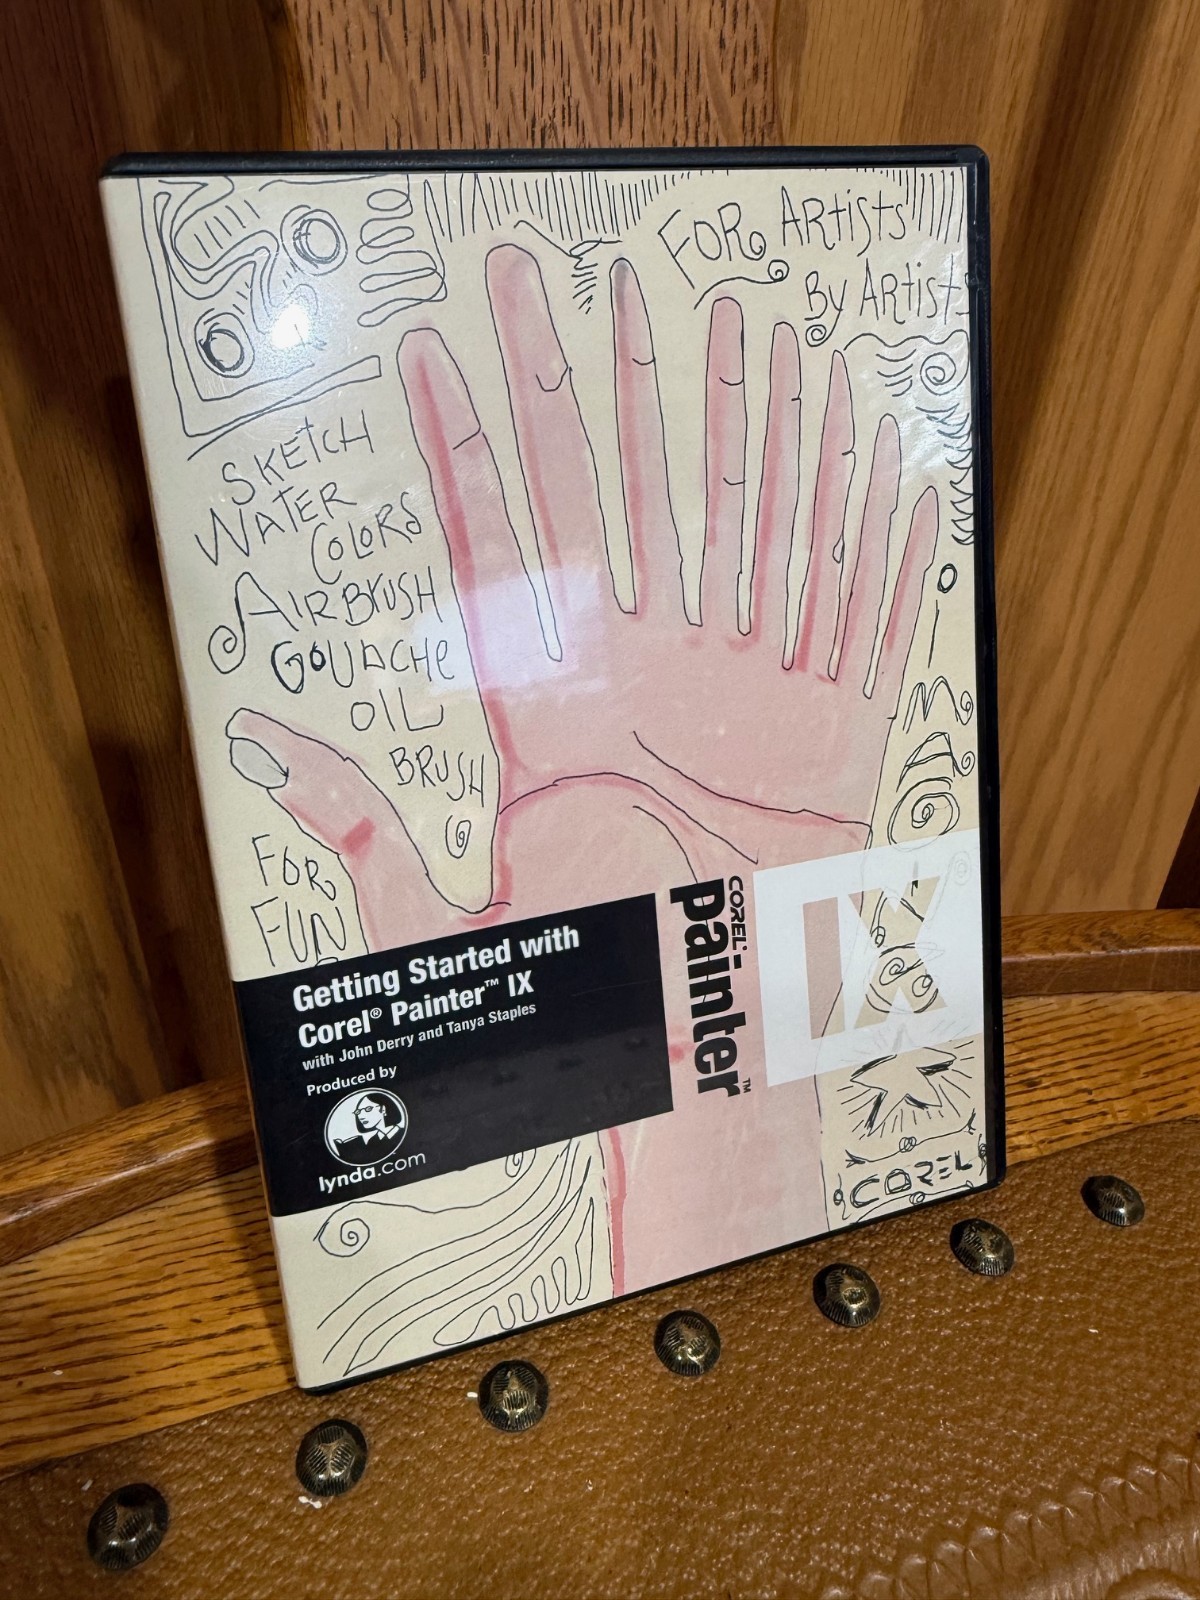 FOR ARTISTS
By ARTISTS
SKETCH
WATER
COLORS
AIRBRUSH
GOUACHE
OIL
BRUSH
FOR
FUN
Getting Started with
Corel® Painter™ IX
with John Derry and Tanya Staples
Produced by
lynda.com
COREL®
painter™
IX
COREL